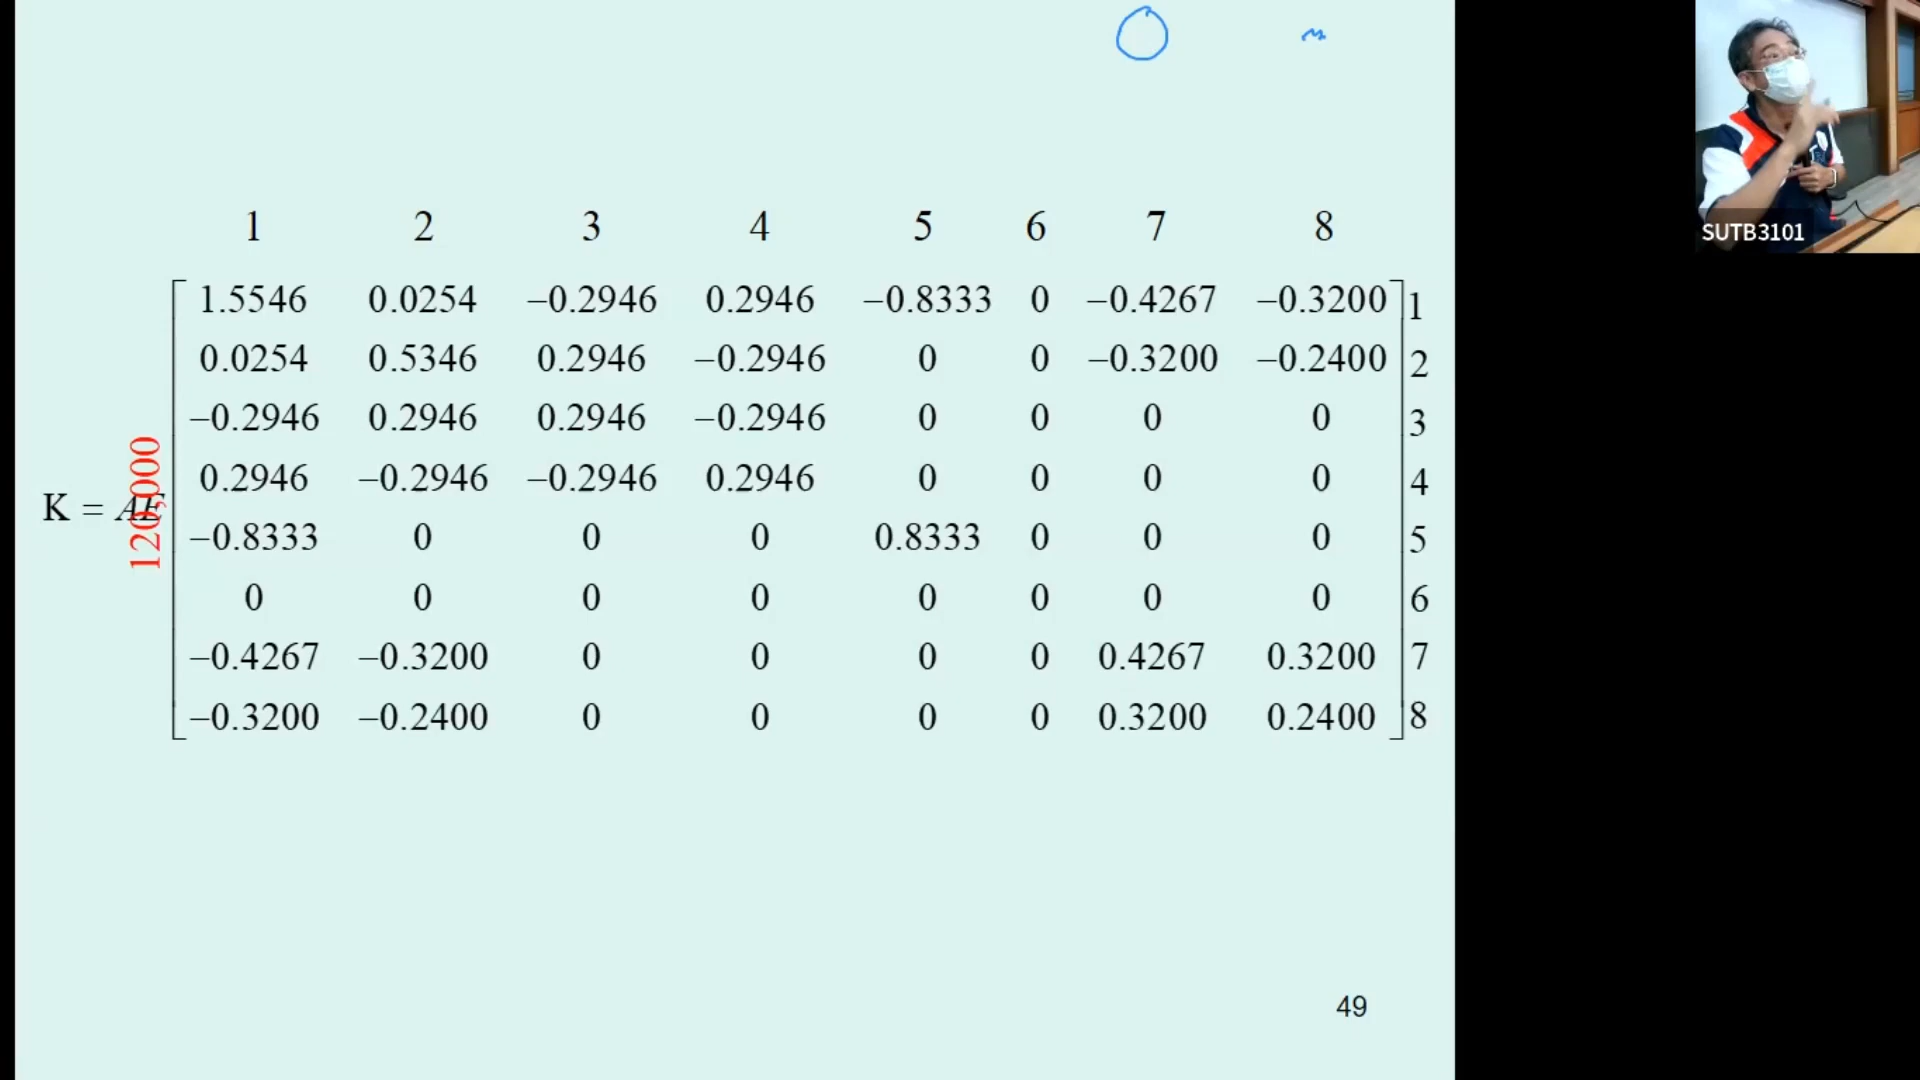 SUTB3101
1 2 3 4 5 6 7 8
1.5546 0.0254 −0.2946 0.2946 −0.8333 0 −0.4267 −0.3200 1
0.0254 0.5346 0.2946 −0.2946 0 0 −0.3200 −0.2400 2
−0.2946 0.2946 0.2946 −0.2946 0 0 0 0 3
0.2946 −0.2946 −0.2946 0.2946 0 0 0 0 4
K = AE
120,000
−0.8333 0 0 0 0.8333 0 0 0 5
0 0 0 0 0 0 0 0 6
−0.4267 −0.3200 0 0 0 0 0.4267 0.3200 7
−0.3200 −0.2400 0 0 0 0 0.3200 0.2400 8
49